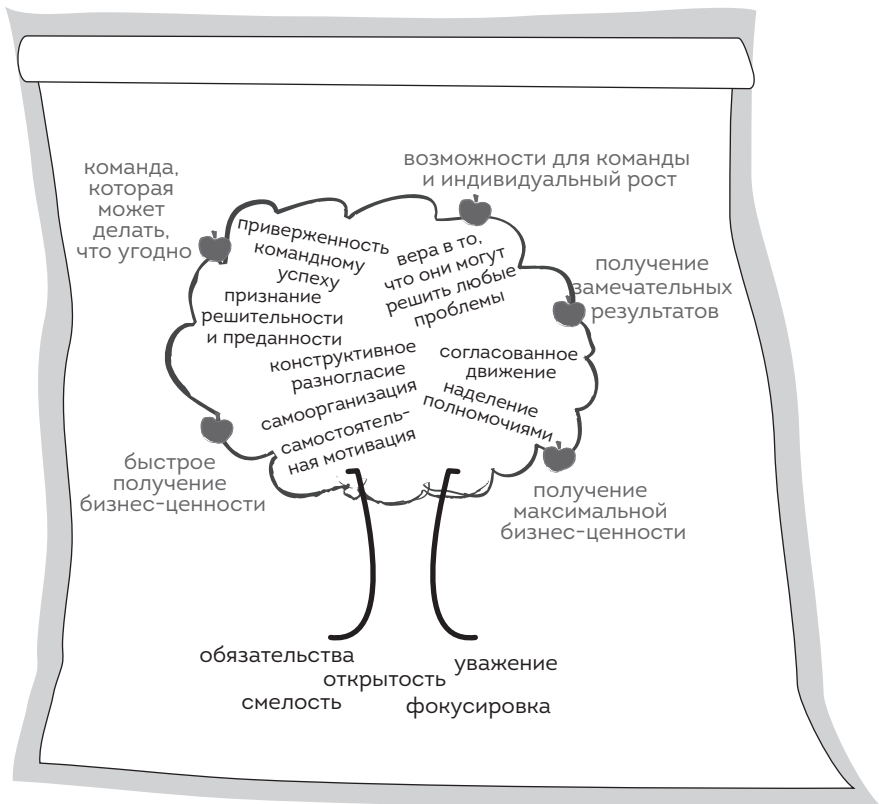 команда,
которая
может
делать,
что угодно
возможности для команды
и индивидуальный рост
приверженность
командному
успеху
вера в то,
что они могут
решить любые
проблемы
получение
замечательных
результатов
признание
решительности
и преданности
конструктивное
разногласие
согласованное
движение
самоорганизация
наделение
полномочиями
самостоятель-
ная мотивация
быстрое
получение
бизнес-ценности
получение
максимальной
бизнес-ценности
обязательства
уважение
открытость
смелость
фокусировка